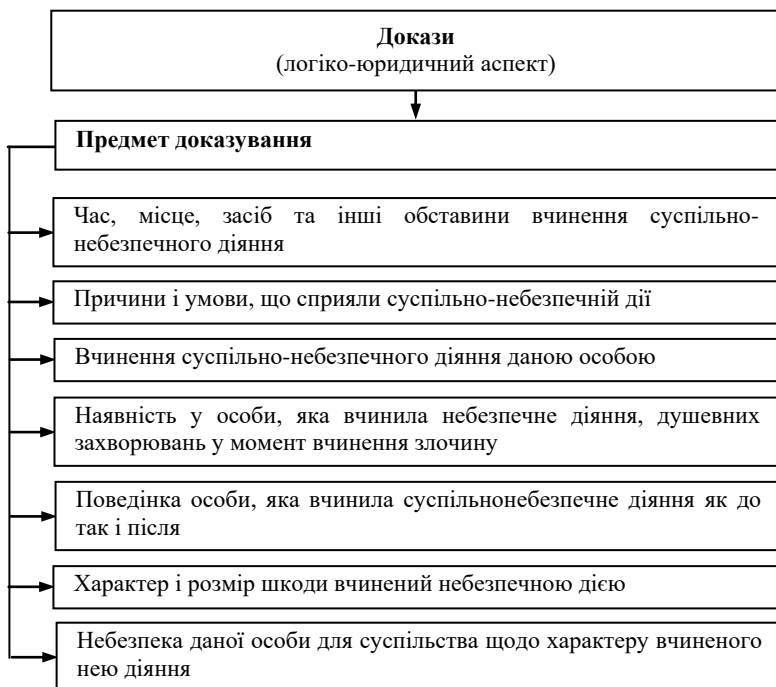 Докази
(логіко-юридичний аспект)
Предмет доказування
Час, місце, засіб та інші обставини вчинення суспільно-
небезпечного діяння
Причини і умови, що сприяли суспільно-небезпечній дії
Вчинення суспільно-небезпечного діяння даною особою
Наявність у особи, яка вчинила небезпечне діяння, душевних
захворювань у момент вчинення злочину
Поведінка особи, яка вчинила суспільнонебезпечне діяння як до
так і після
Характер і розмір шкоди вчинений небезпечною дією
Небезпека даної особи для суспільства щодо характеру вчиненого
нею діяння